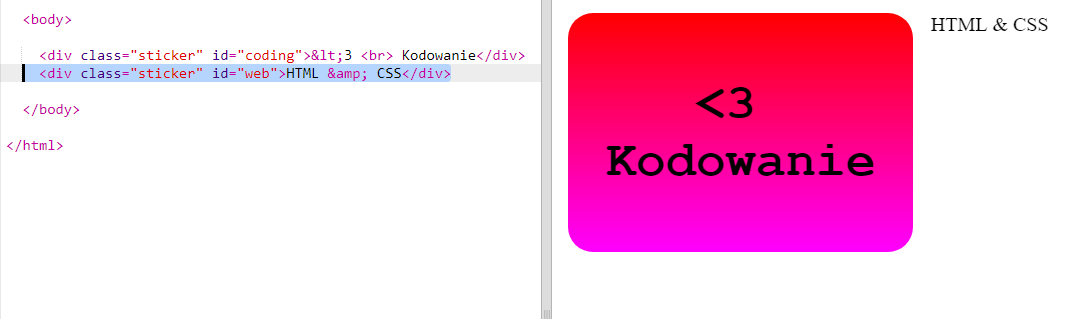 <body>
<div class="sticker" id="coding">&lt;3 <br> Kodowanie</div>
<div class="sticker" id="web">HTML &amp; CSS</div>
</body>
</html>
<3
Kodowanie
HTML & CSS